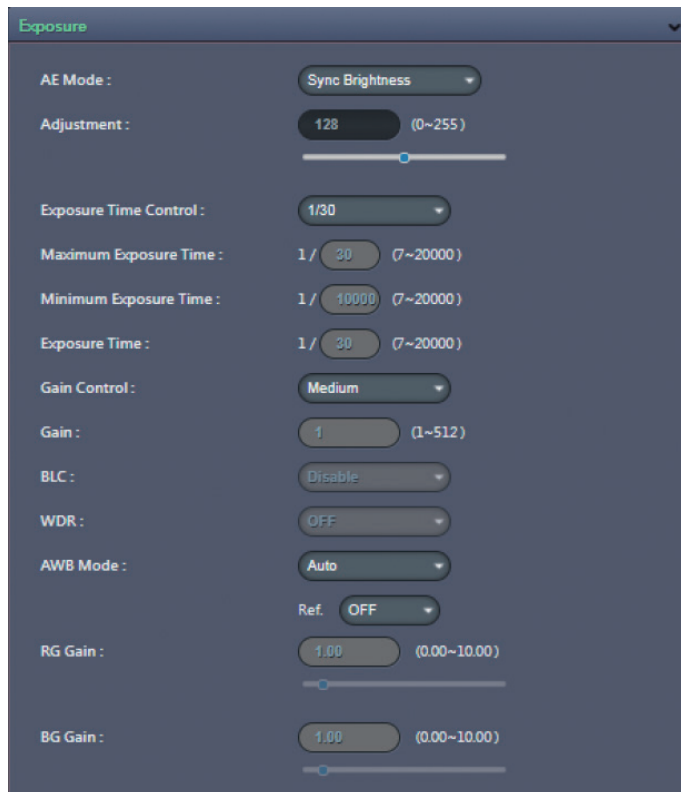 Exposure
AE Mode : Sync Brightness
Adjustment : 128 (0~255)
Exposure Time Control : 1/30
Maximum Exposure Time : 1 / 30 (7~20000)
Minimum Exposure Time : 1 / 10000 (7~20000)
Exposure Time : 1 / 30 (7~20000)
Gain Control : Medium
Gain : 1 (1~512)
BLC : Disable
WDR : OFF
AWB Mode : Auto
Ref. OFF
RG Gain : 1.00 (0.00~10.00)
BG Gain : 1.00 (0.00~10.00)